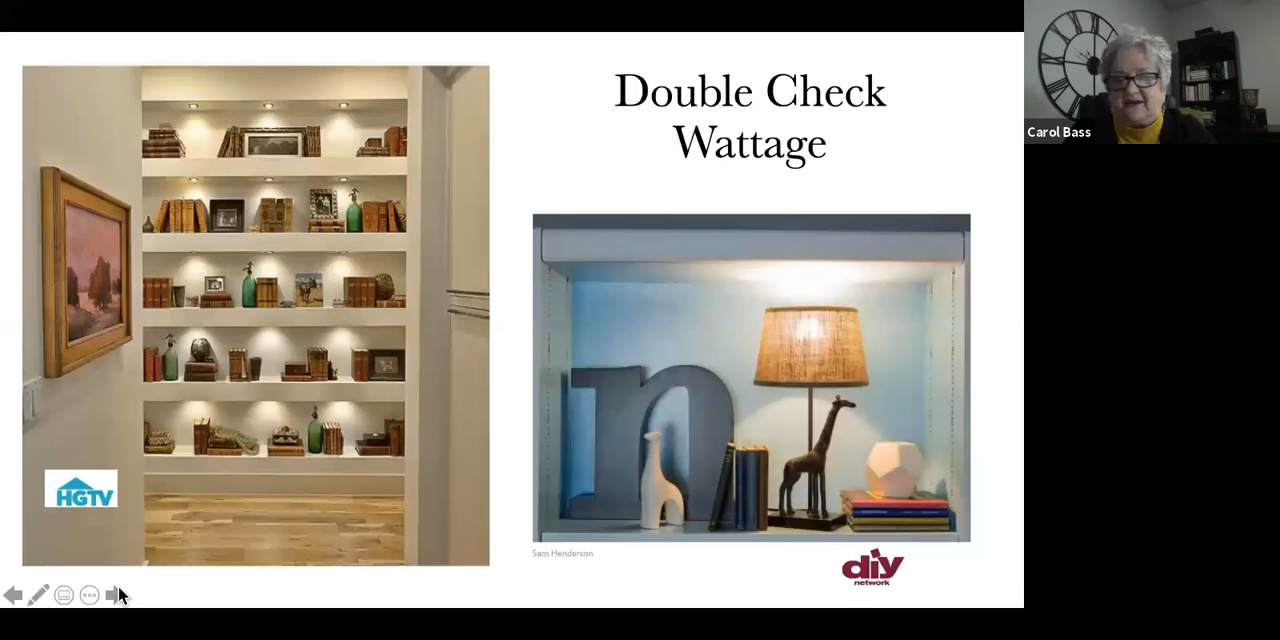 Double Check
Wattage
Carol Bass
n
HGTV
Sam Henderson
diy
network